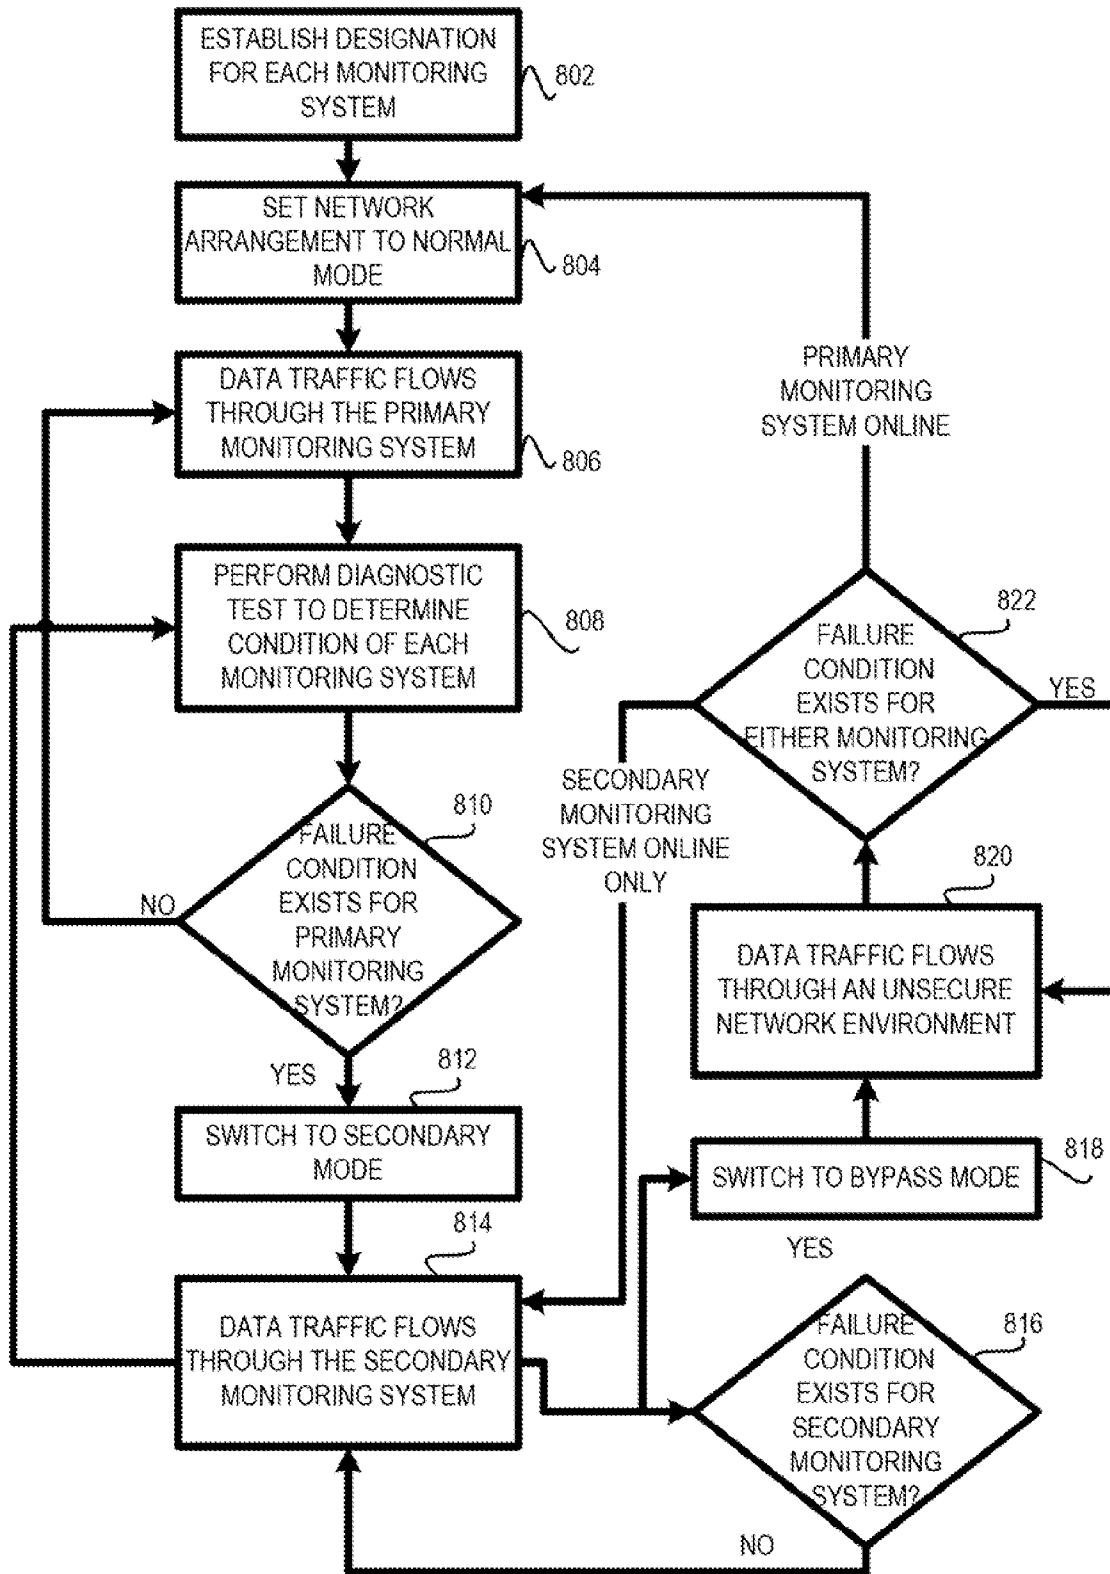 ESTABLISH DESIGNATION
FOR EACH MONITORING
SYSTEM
802
SET NETWORK
ARRANGEMENT TO NORMAL
MODE
804
DATA TRAFFIC FLOWS
THROUGH THE PRIMARY
MONITORING SYSTEM
806
PERFORM DIAGNOSTIC
TEST TO DETERMINE
CONDITION OF EACH
MONITORING SYSTEM
808
810
FAILURE
CONDITION
EXISTS FOR
PRIMARY
MONITORING
SYSTEM?
NO
YES
812
SWITCH TO SECONDARY
MODE
814
DATA TRAFFIC FLOWS
THROUGH THE SECONDARY
MONITORING SYSTEM
816
FAILURE
CONDITION
EXISTS FOR
SECONDARY
MONITORING
SYSTEM?
NO
YES
818
SWITCH TO BYPASS MODE
820
DATA TRAFFIC FLOWS
THROUGH AN UNSECURE
NETWORK ENVIRONMENT
822
FAILURE
CONDITION
EXISTS FOR
EITHER MONITORING
SYSTEM?
YES
SECONDARY
MONITORING
SYSTEM ONLINE
ONLY
PRIMARY
MONITORING
SYSTEM ONLINE